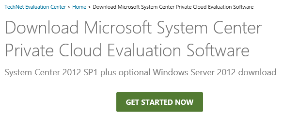 TechNet Evaluation Center > Home > Download Microsoft System Center Private Cloud Evaluation Software
Download Microsoft System Center
Private Cloud Evaluation Software
System Center 2012 SP1 plus optional Windows Server 2012 download
GET STARTED NOW